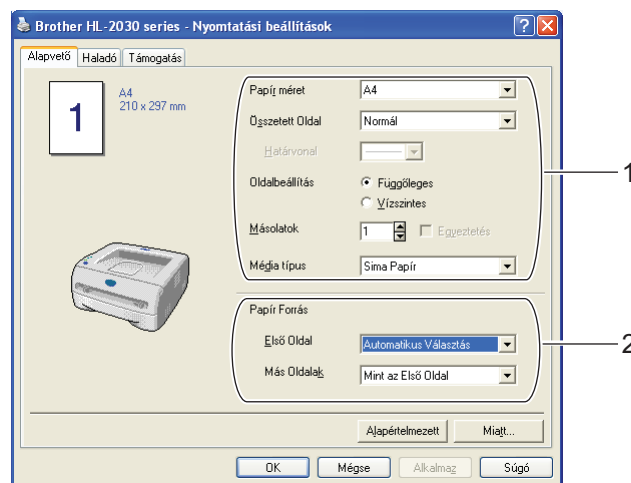 Brother HL-2030 series - Nyomtatási beállítások
Alapvető Haladó Támogatás
1
A4
210 x 297 mm
Papír méret A4
Összetett Oldal Normál
Határvonal
Oldalbeállítás Függőleges
Vízszintes
Másolatok 1 Egyeztetés
Média típus Sima Papír
1
Papír Forrás
Első Oldal Automatikus Választás
Más Oldalak Mint az Első Oldal
2
Alapértelmezett Miatt...
OK Mégse Alkalmaz Súgó